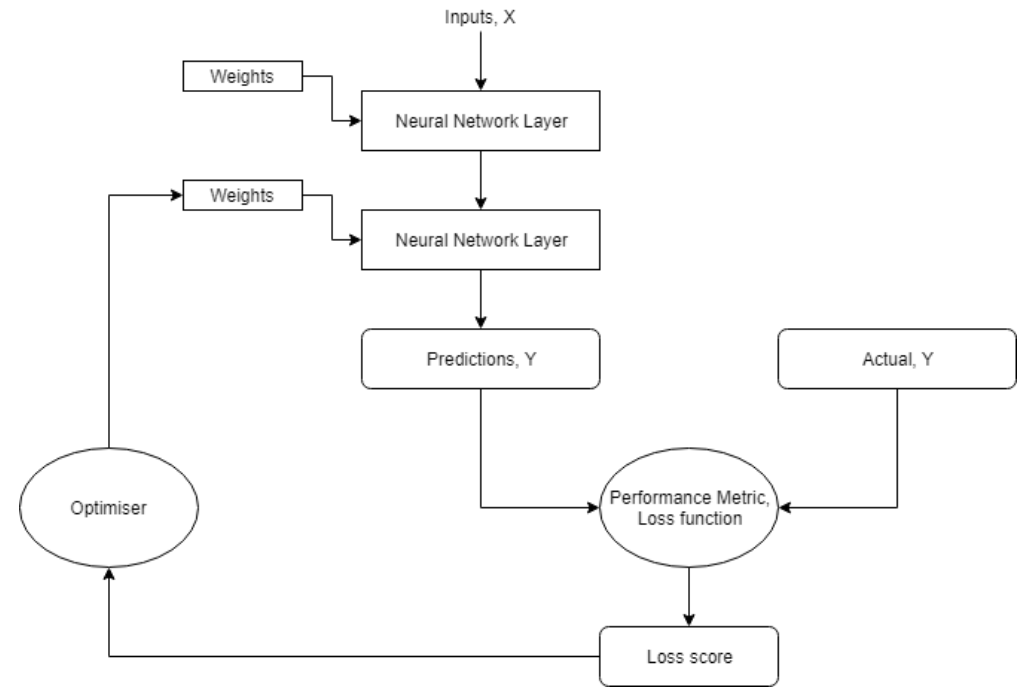 Inputs, X
Weights
Neural Network Layer
Weights
Neural Network Layer
Predictions, Y
Actual, Y
Optimiser
Performance Metric,
Loss function
Loss score